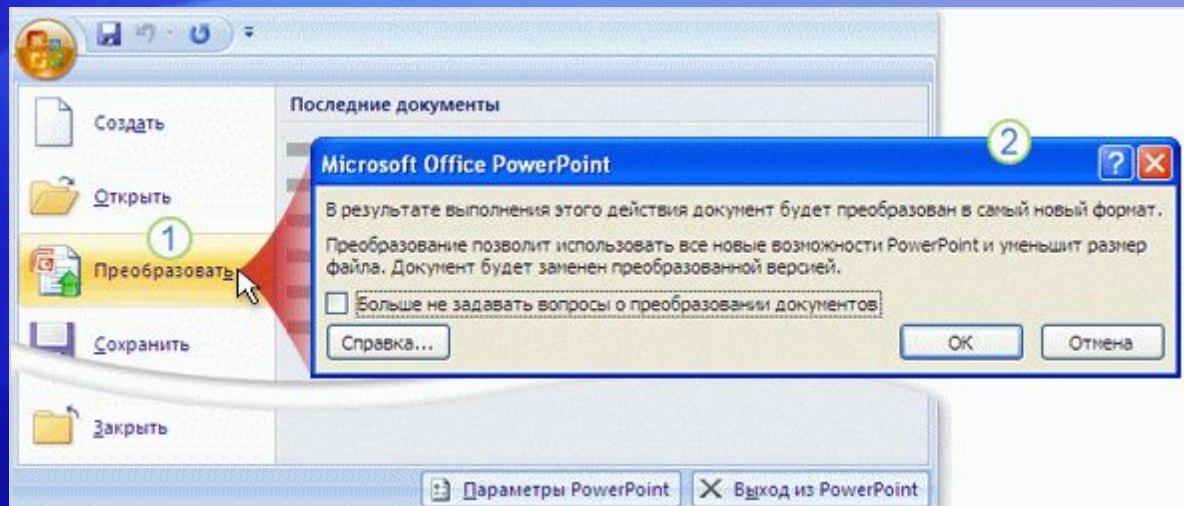 Последние документы
Создать
Открыть
1
Преобразовать
Сохранить
Закрыть
2
Microsoft Office PowerPoint
В результате выполнения этого действия документ будет преобразован в самый новый формат.
Преобразование позволит использовать все новые возможности PowerPoint и уменьшит размер
файла. Документ будет заменен преобразованной версией.
Больше не задавать вопросы о преобразовании документов
Справка... ОК Отмена
Параметры PowerPoint Выход из PowerPoint